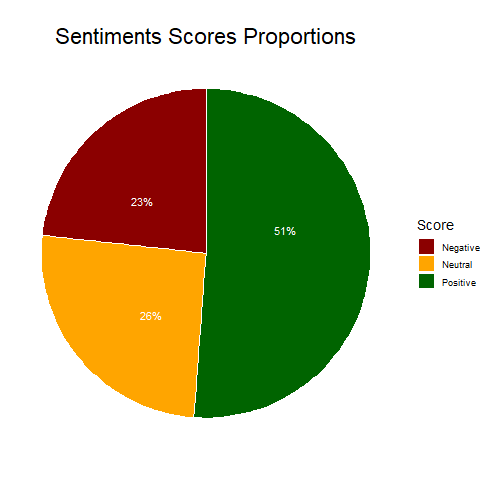 Sentiments Scores Proportions
23%
51%
26%
Score
Negative
Neutral
Positive